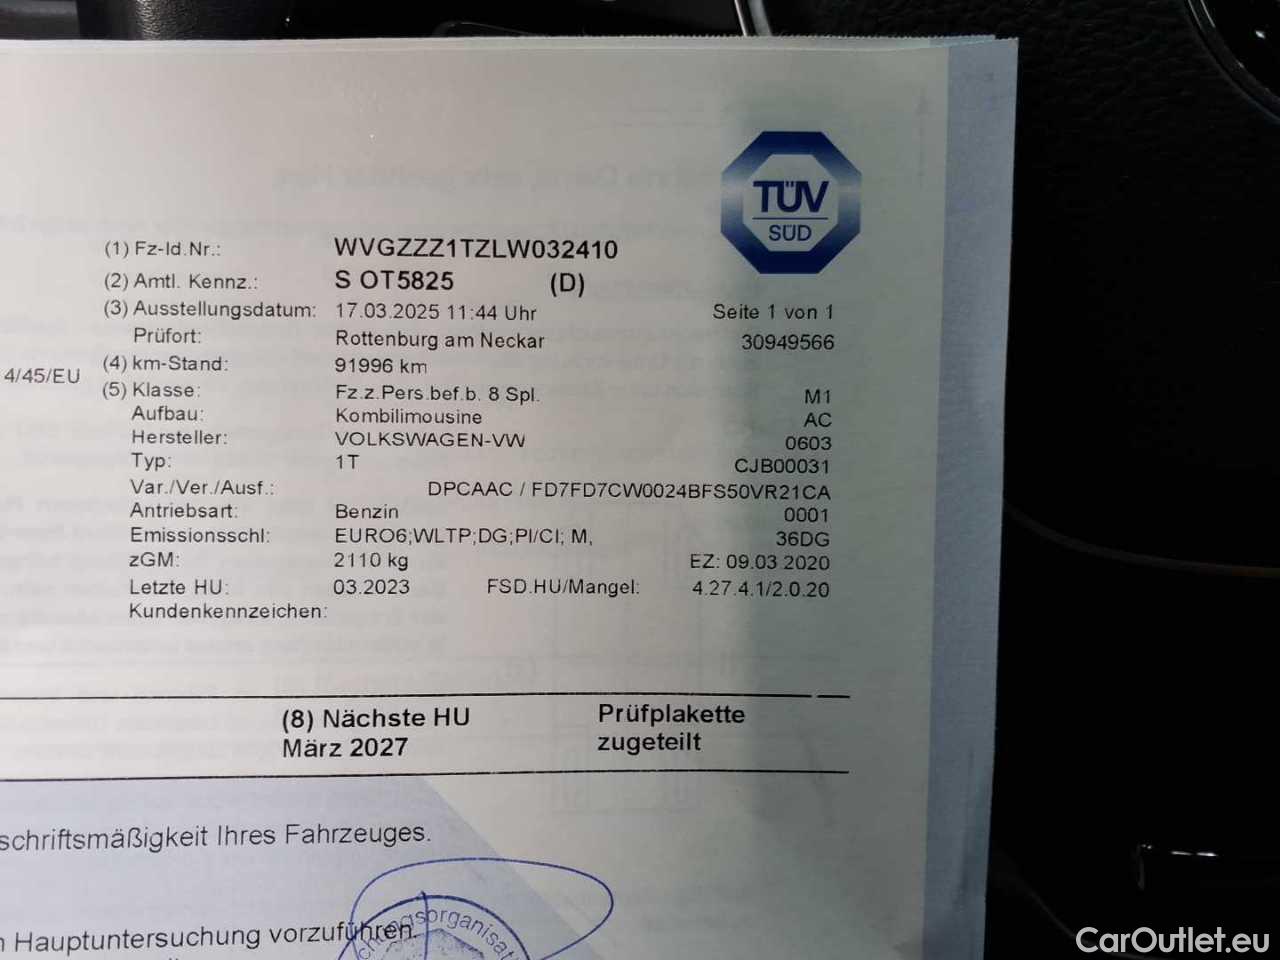 TÜV
SÜD
(1) Fz-Id.Nr.: WVGZZZ1TZLW032410
(2) Amtl. Kennz.: S OT5825 (D)
(3) Ausstellungsdatum: 17.03.2025 11:44 Uhr Seite 1 von 1
Prüfort: Rottenburg am Neckar 30949566
4/45/EU (4) km-Stand: 91996 km
(5) Klasse: Fz.z.Pers.bef.b. 8 Spl. M1
Aufbau: Kombilimousine AC
Hersteller: VOLKSWAGEN-VW 0603
Typ: 1T CJB00031
Var./Ver./Ausf.: DPCAAC / FD7FD7CW0024BFS50VR21CA
Antriebsart: Benzin 0001
Emissionsschl: EURO6;WLTP;DG;PI/CI; M, 36DG
zGM: 2110 kg EZ: 09.03.2020
Letzte HU: 03.2023 FSD.HU/Mangel: 4.27.4.1/2.0.20
Kundenkennzeichen:
(8) Nächste HU Prüfplakette
März 2027 zugeteilt
schriftsmäßigkeit Ihres Fahrzeuges.
chungsorganisat
n Hauptuntersuchung vorzuführen.
CarOutlet.eu